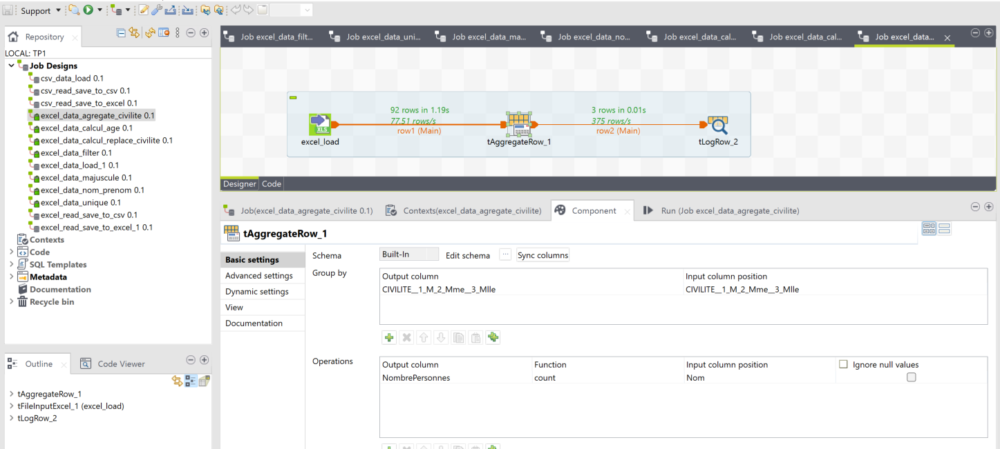 Support
Repository
LOCAL: TP1
Job Designs
csv_data_load 0.1
csv_read_save_to_csv 0.1
csv_read_save_to_excel 0.1
excel_data_agregate_civilite 0.1
excel_data_calcul_age 0.1
excel_data_calcul_replace_civilite 0.1
excel_data_filter 0.1
excel_data_load_1 0.1
excel_data_majuscule 0.1
excel_data_nom_prenom 0.1
excel_data_unique 0.1
excel_read_save_to_csv 0.1
excel_read_save_to_excel_1 0.1
Contexts
Code
SQL Templates
Metadata
Documentation
Recycle bin
Outline
Code Viewer
tAggregateRow_1
tFileInputExcel_1 (excel_load)
tLogRow_2
Job excel_data_filt...
Job excel_data_uni...
Job excel_data_ma...
Job excel_data_no...
Job excel_data_cal...
Job excel_data_cal...
Job excel_data...
92 rows in 1.19s
77.51 rows/s
row1 (Main)
3 rows in 0.01s
375 rows/s
row2 (Main)
XLS
excel_load
tAggregateRow_1
tLogRow_2
Designer
Code
Job(excel_data_agregate_civilite 0.1)
Contexts(excel_data_agregate_civilite)
Component
Run (Job excel_data_agregate_civilite)
tAggregateRow_1
Basic settings
Advanced settings
Dynamic settings
View
Documentation
Schema
Built-In
Edit schema
...
Sync columns
Group by
Output column
Input column position
CIVILITE__1_M_2_Mme__3_Mlle
CIVILITE__1_M_2_Mme__3_Mlle
Operations
Output column
Function
Input column position
Ignore null values
NombrePersonnes
count
Nom